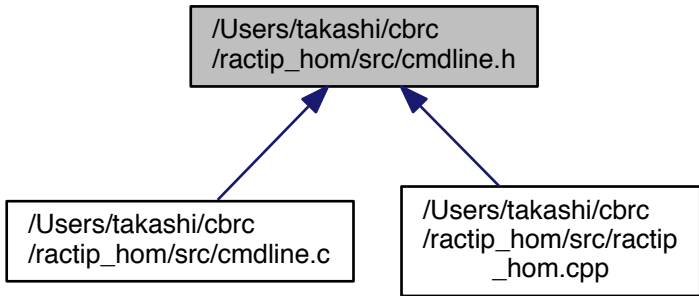 /Users/takashi/cbrc
/ractip_hom/src/cmdline.h
/Users/takashi/cbrc
/ractip_hom/src/cmdline.c
/Users/takashi/cbrc
/ractip_hom/src/ractip
_hom.cpp